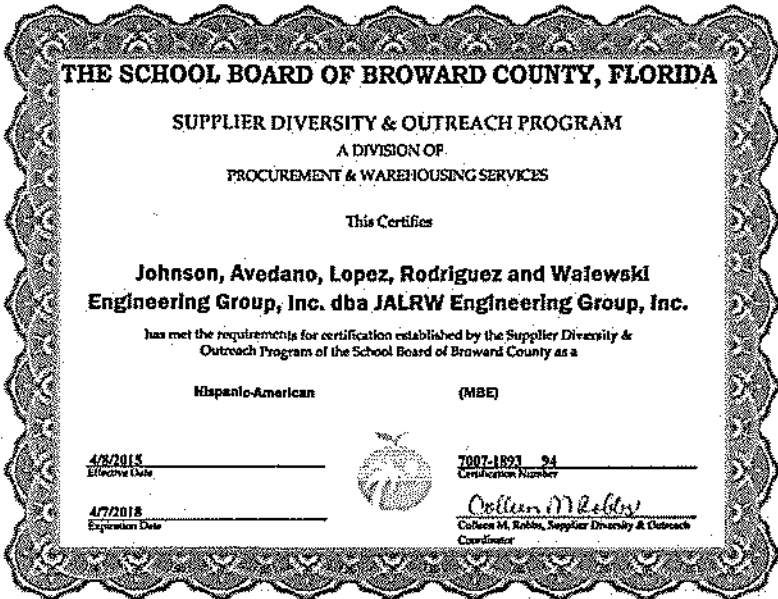 THE SCHOOL BOARD OF BROWARD COUNTY, FLORIDA
SUPPLIER DIVERSITY & OUTREACH PROGRAM
A DIVISION OF
PROCUREMENT & WAREHOUSING SERVICES
This Certifies
Johnson, Avedano, Lopez, Rodriguez and Walewski
Engineering Group, Inc. dba JALRW Engineering Group, Inc.
has met the requirements for certification established by the Supplier Diversity &
Outreach Program of the School Board of Broward County as a
Hispanic-American (MBE)
4/8/2015 7007-1893 94
Effective Date Certification Number
4/7/2018 Colleen M Robbs
Expiration Date Colleen M. Robbs, Supplier Diversity & Outreach
Coordinator